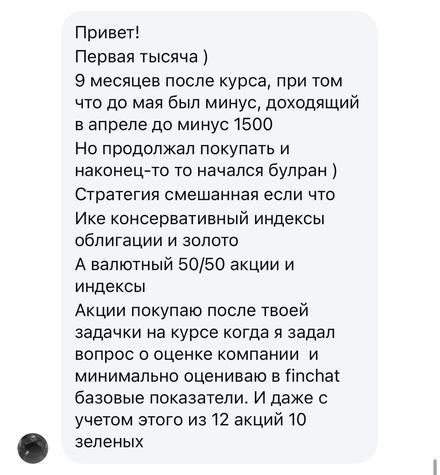 Привет!
Первая тысяча )
9 месяцев после курса, при том
что до мая был минус, доходящий
в апреле до минус 1500
Но продолжал покупать и
наконец-то то начался булран )
Стратегия смешанная если что
Ике консервативный индексы
облигации и золото
А валютный 50/50 акции и
индексы
Акции покупаю после твоей
задачки на курсе когда я задал
вопрос о оценке компании  и
минимально оцениваю в finchat
базовые показатели. И даже с
учетом этого из 12 акций 10
зеленых